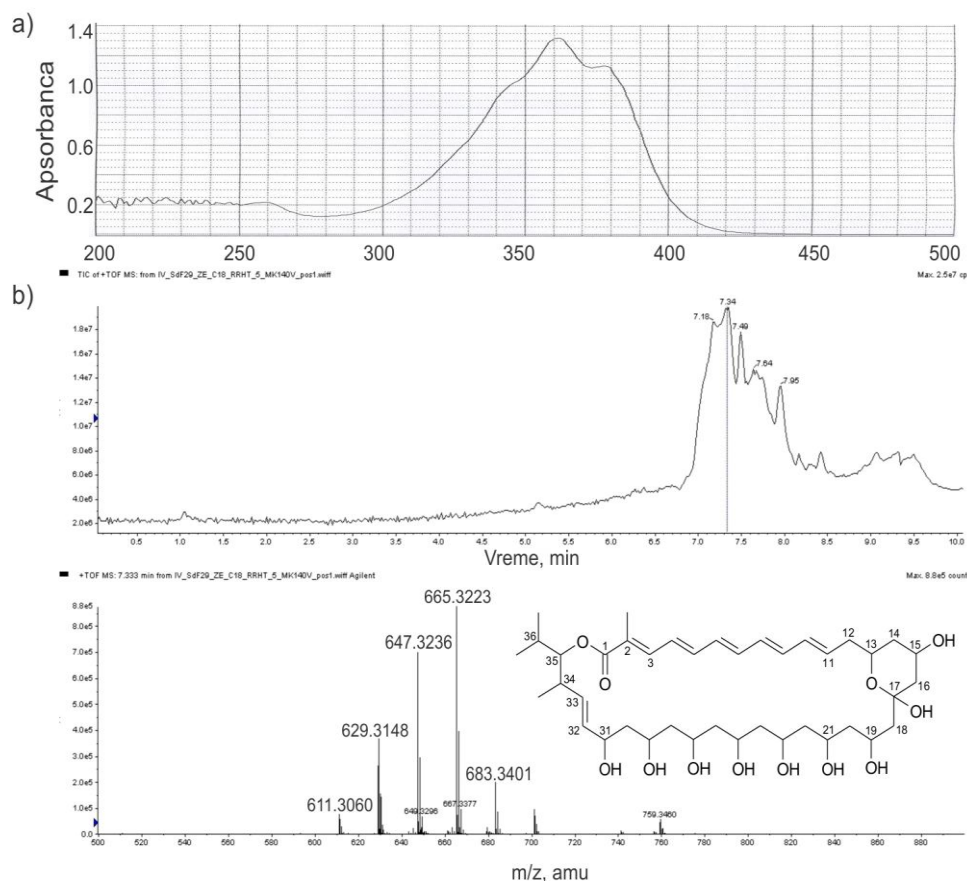 a)
Apsorbanca
1.4
1.0
0.6
0.2
200 250 300 350 400 450 500
TIC of +TOF MS: from IV_SdF29_ZE_C18_RRHT_5_MK140V_pos1.wiff
Max. 2.5e7 cp
b)
1.8e7
1.6e7
1.4e7
1.2e7
1.0e7
8.0e6
6.0e6
4.0e6
2.0e6
7.18
7.34
7.49
7.64
7.95
0.5 1.0 1.5 2.0 2.5 3.0 3.5 4.0 4.5 5.0 5.5 6.0 6.5 7.0 7.5 8.0 8.5 9.0 9.5 10.0
Vreme, min
+TOF MS: 7.333 min from IV_SdF29_ZE_C18_RRHT_5_MK140V_pos1.wiff Agilent
Max. 8.8e5 count
8.8e5
8.0e5
7.0e5
6.0e5
5.0e5
4.0e5
3.0e5
2.0e5
1.0e5
0.0
665.3223
647.3236
629.3148
683.3401
611.3060
649.3296
667.3377
759.3460
36
35
34
33
32
31
O
1
O
2
3
11
12
13
14
15
OH
O
16
17
OH
18
19
21
OH OH OH OH OH OH OH
500 520 540 560 580 600 620 640 660 680 700 720 740 760 780 800 820 840 860 880
m/z, amu